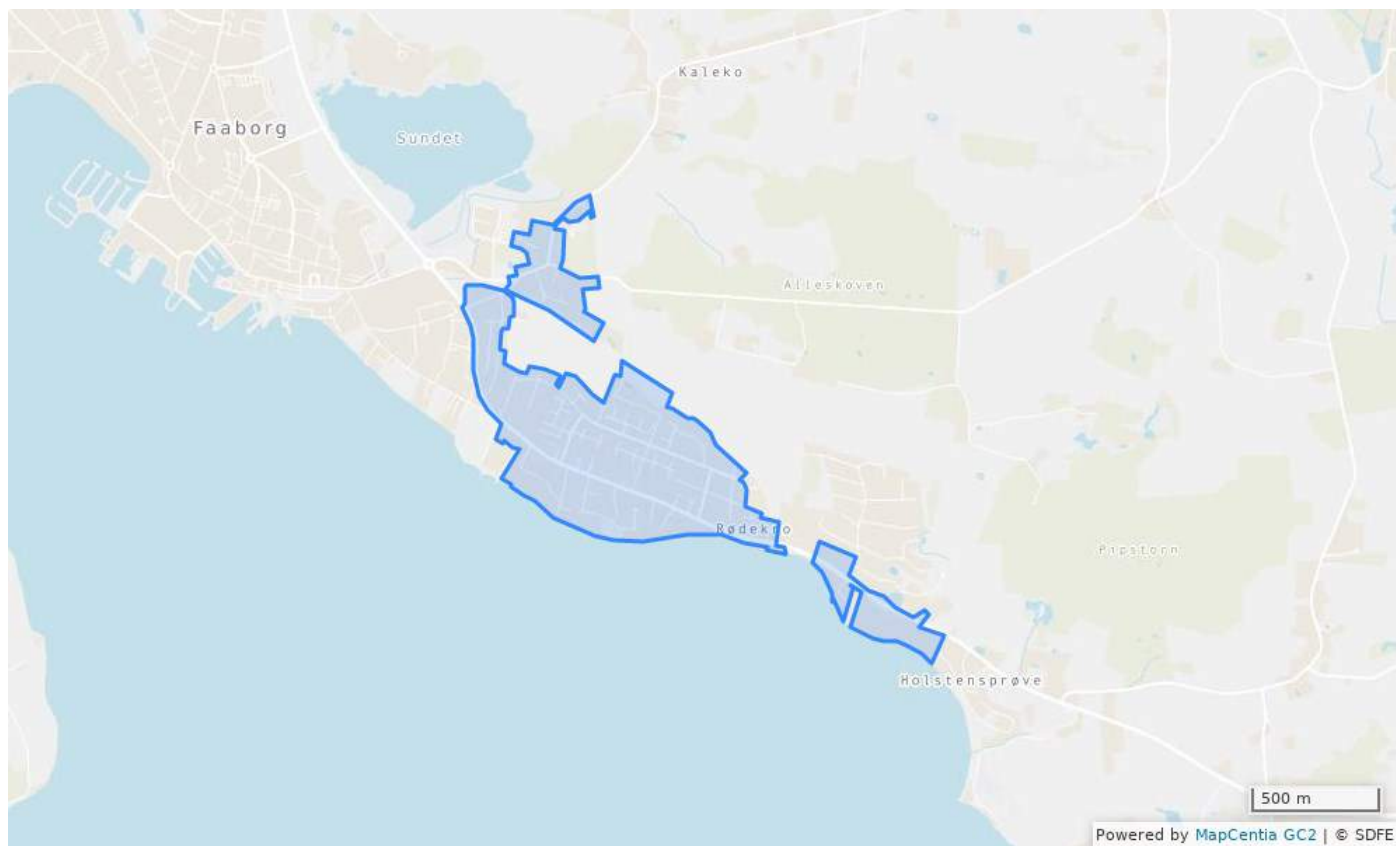 Kaleko
Faaborg
Sundet
Alleskoven
Rødekro
Pipstorn
Holstensprøve
500 m
Powered by MapCentia GC2 | © SDFE